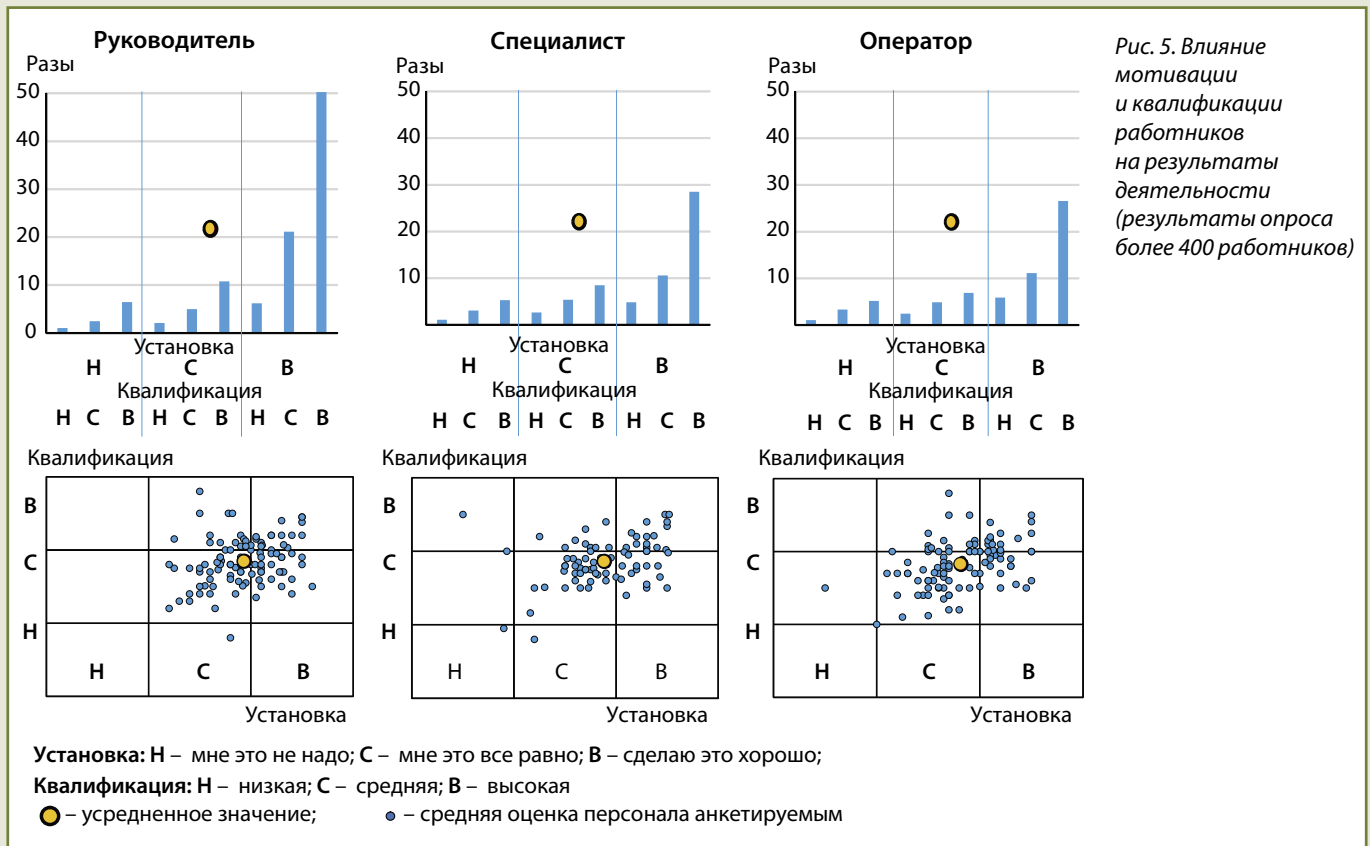 Руководитель
Разы
50
40
30
20
10
0
Установка
Н С В
Квалификация
Н С В Н С В Н С В
Специалист
Разы
50
40
30
20
10
Установка
Н С В
Квалификация
Н С В Н С В Н С В
Оператор
Разы
50
40
30
20
10
Установка
Н С В
Квалификация
Н С В Н С В Н С В
Рис. 5. Влияние
мотивации
и квалификации
работников
на результаты
деятельности
(результаты опроса
более 400 работников)
Квалификация
В
С
Н
Н С В
Установка
Квалификация
В
С
Н
Н С В
Установка
Квалификация
В
С
Н
Н С В
Установка
Установка: Н – мне это не надо; С – мне это все равно; В – сделаю это хорошо;
Квалификация: Н – низкая; С – средняя; В – высокая
– усредненное значение; – средняя оценка персонала анкетируемым